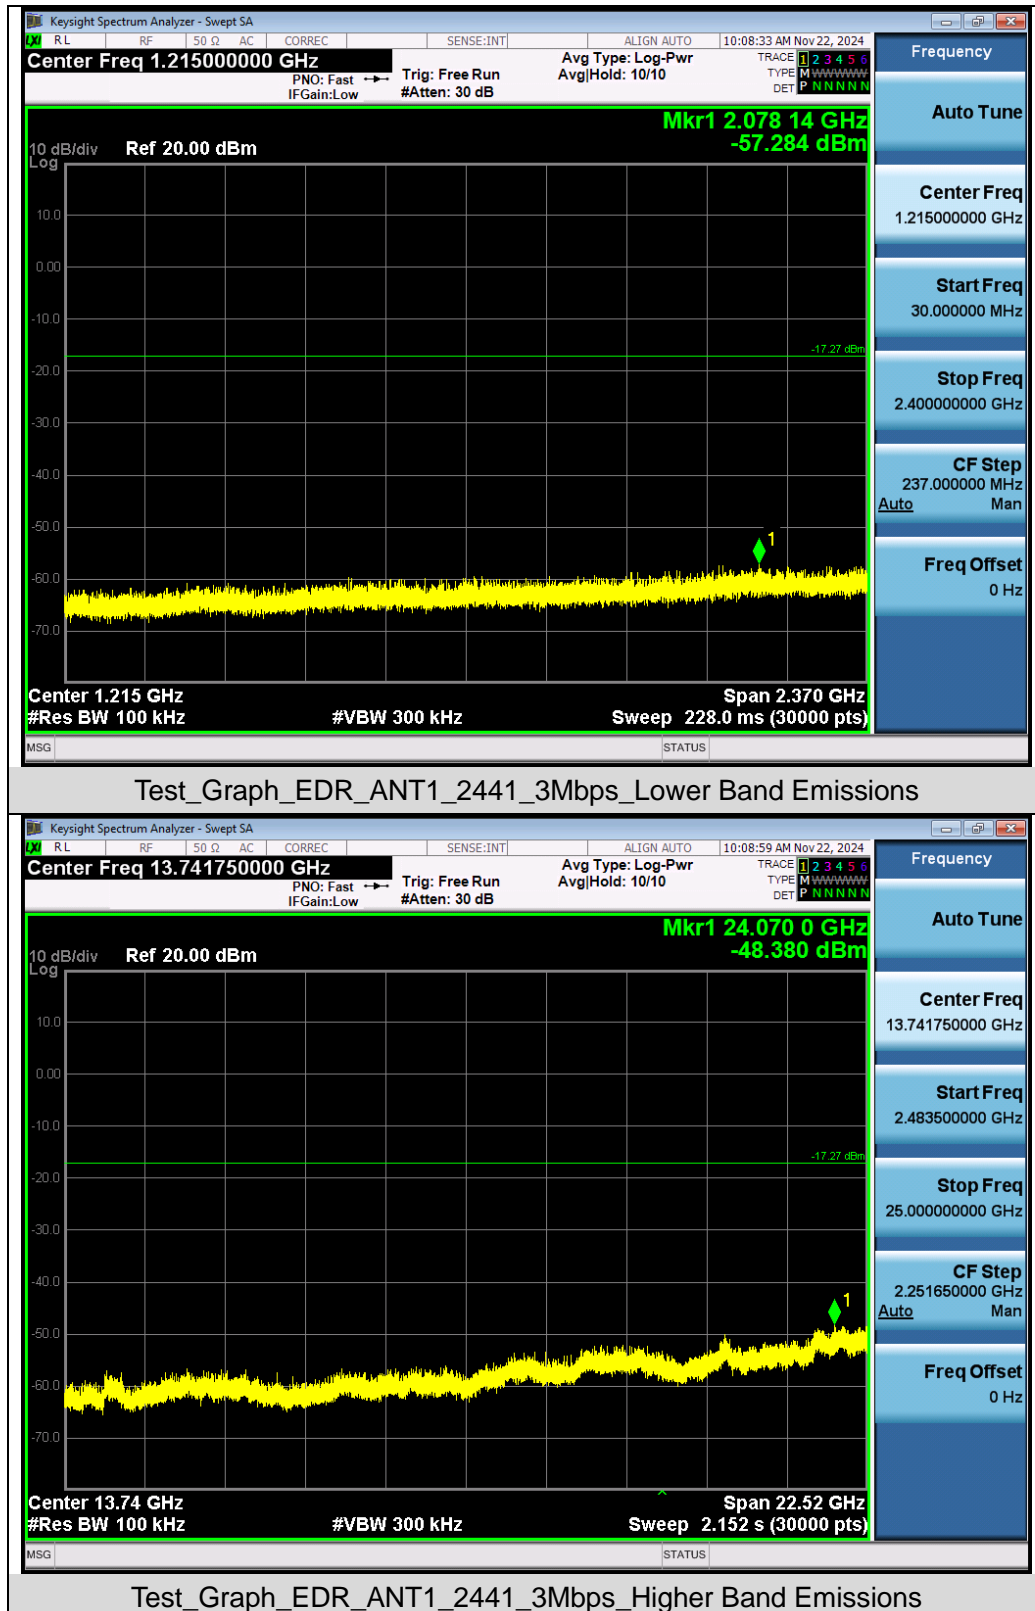 Keysight Spectrum Analyzer - Swept SA
LXI RL RF 50 Ω AC CORREC SENSE:INT ALIGN AUTO 10:08:33 AM Nov 22, 2024
Center Freq 1.215000000 GHz
PNO: Fast
IFGain:Low
Trig: Free Run
#Atten: 30 dB
Avg Type: Log-Pwr
Avg|Hold: 10/10
TRACE 1 2 3 4 5 6
TYPE M WWWWW
DET P N N N N N
Mkr1 2.078 14 GHz
-57.284 dBm
10 dB/div Ref 20.00 dBm
Log
10.0
0.00
-10.0
-17.27 dBm
-20.0
-30.0
-40.0
-50.0
1
-60.0
-70.0
Center 1.215 GHz Span 2.370 GHz
#Res BW 100 kHz #VBW 300 kHz Sweep 228.0 ms (30000 pts)
MSG STATUS
Frequency
Auto Tune
Center Freq
1.215000000 GHz
Start Freq
30.000000 MHz
Stop Freq
2.400000000 GHz
CF Step
237.000000 MHz
Auto Man
Freq Offset
0 Hz
Test_Graph_EDR_ANT1_2441_3Mbps_Lower Band Emissions
Keysight Spectrum Analyzer - Swept SA
LXI RL RF 50 Ω AC CORREC SENSE:INT ALIGN AUTO 10:08:59 AM Nov 22, 2024
Center Freq 13.741750000 GHz
PNO: Fast
IFGain:Low
Trig: Free Run
#Atten: 30 dB
Avg Type: Log-Pwr
Avg|Hold: 10/10
TRACE 1 2 3 4 5 6
TYPE M WWWWW
DET P N N N N N
Mkr1 24.070 0 GHz
-48.380 dBm
10 dB/div Ref 20.00 dBm
Log
10.0
0.00
-10.0
-17.27 dBm
-20.0
-30.0
-40.0
1
-50.0
-60.0
-70.0
Center 13.74 GHz Span 22.52 GHz
#Res BW 100 kHz #VBW 300 kHz Sweep 2.152 s (30000 pts)
MSG STATUS
Frequency
Auto Tune
Center Freq
13.741750000 GHz
Start Freq
2.483500000 GHz
Stop Freq
25.000000000 GHz
CF Step
2.251650000 GHz
Auto Man
Freq Offset
0 Hz
Test_Graph_EDR_ANT1_2441_3Mbps_Higher Band Emissions